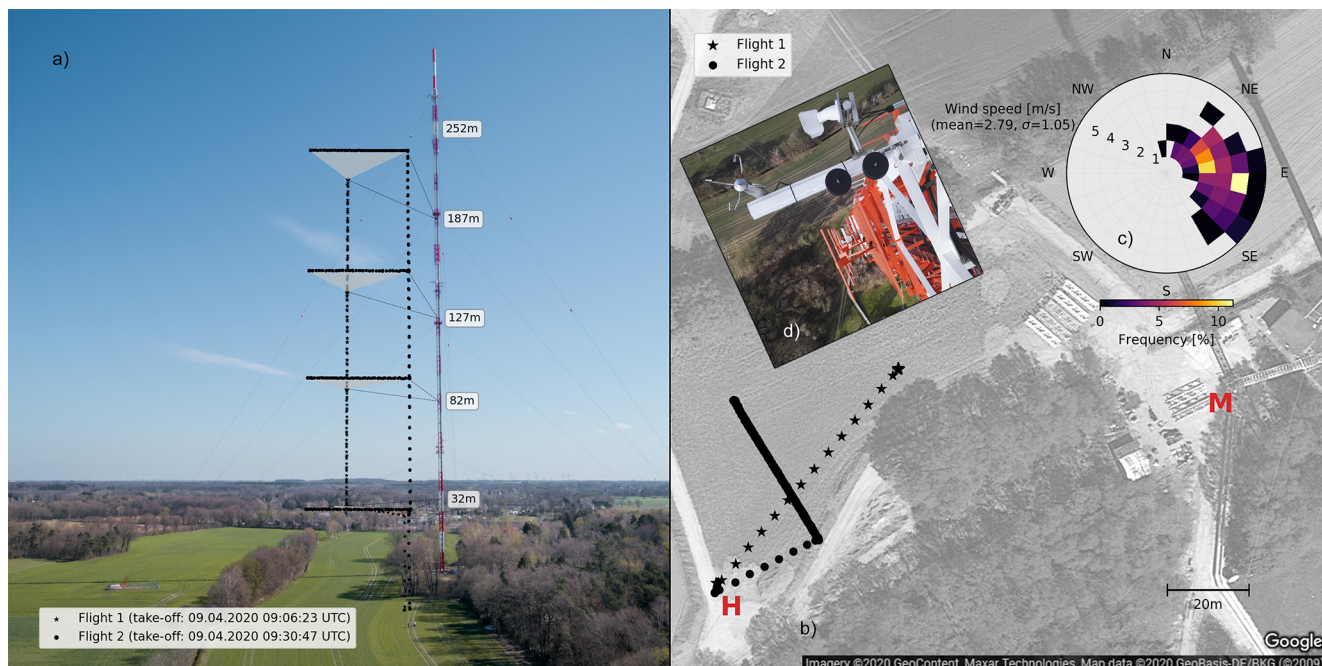 a)
252m
187m
127m
82m
32m
★ Flight 1 (take-off: 09.04.2020 09:06:23 UTC)
● Flight 2 (take-off: 09.04.2020 09:30:47 UTC)
★ Flight 1
● Flight 2
Wind speed [m/s]
(mean=2.79, σ=1.05)
N
NE
E
SE
S
SW
W
NW
5
4
3
2
1
c)
0
5
10
Frequency [%]
d)
M
H
20m
b)
Google
Imagery ©2020 GeoContent, Maxar Technologies, Map data ©2020 GeoBasis-DE/BKG (©2009